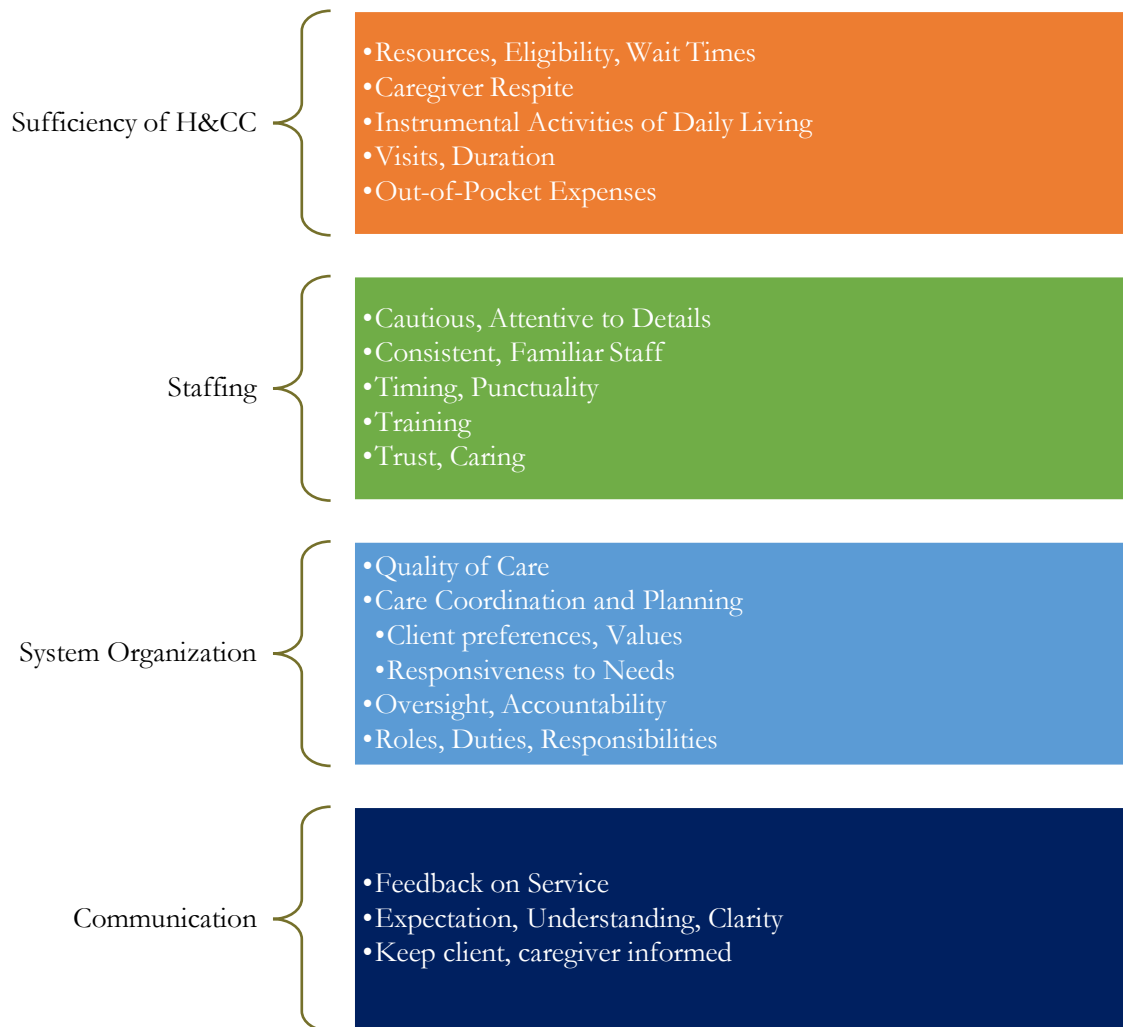 Sufficiency of H&CC
•Resources, Eligibility, Wait Times
•Caregiver Respite
•Instrumental Activities of Daily Living
•Visits, Duration
•Out-of-Pocket Expenses
Staffing
•Cautious, Attentive to Details
•Consistent, Familiar Staff
•Timing, Punctuality
•Training
•Trust, Caring
System Organization
•Quality of Care
•Care Coordination and Planning
•Client preferences, Values
•Responsiveness to Needs
•Oversight, Accountability
•Roles, Duties, Responsibilities
Communication
•Feedback on Service
•Expectation, Understanding, Clarity
•Keep client, caregiver informed